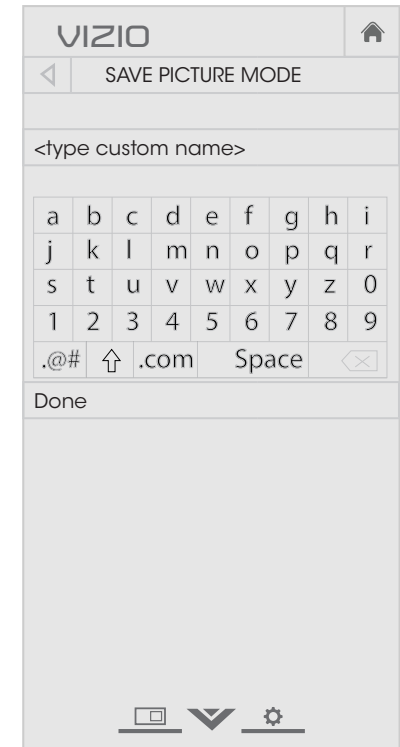 VIZIO
SAVE PICTURE MODE
<type custom name>
a b c d e f g h i
j k l m n o p q r
s t u v w x y z 0
1 2 3 4 5 6 7 8 9
.@# .com Space
Done